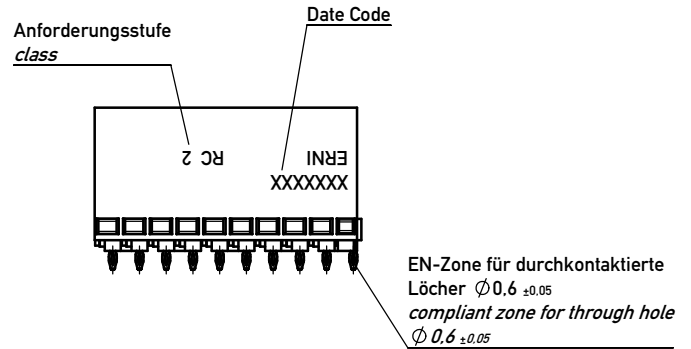 Date Code
Anforderungsstufe
class
RC 2
ERNI
XXXXXXX
EN-Zone für durchkontaktierte
Löcher ∅0,6 ±0,05
compliant zone for through hole
∅ 0,6 ±0,05